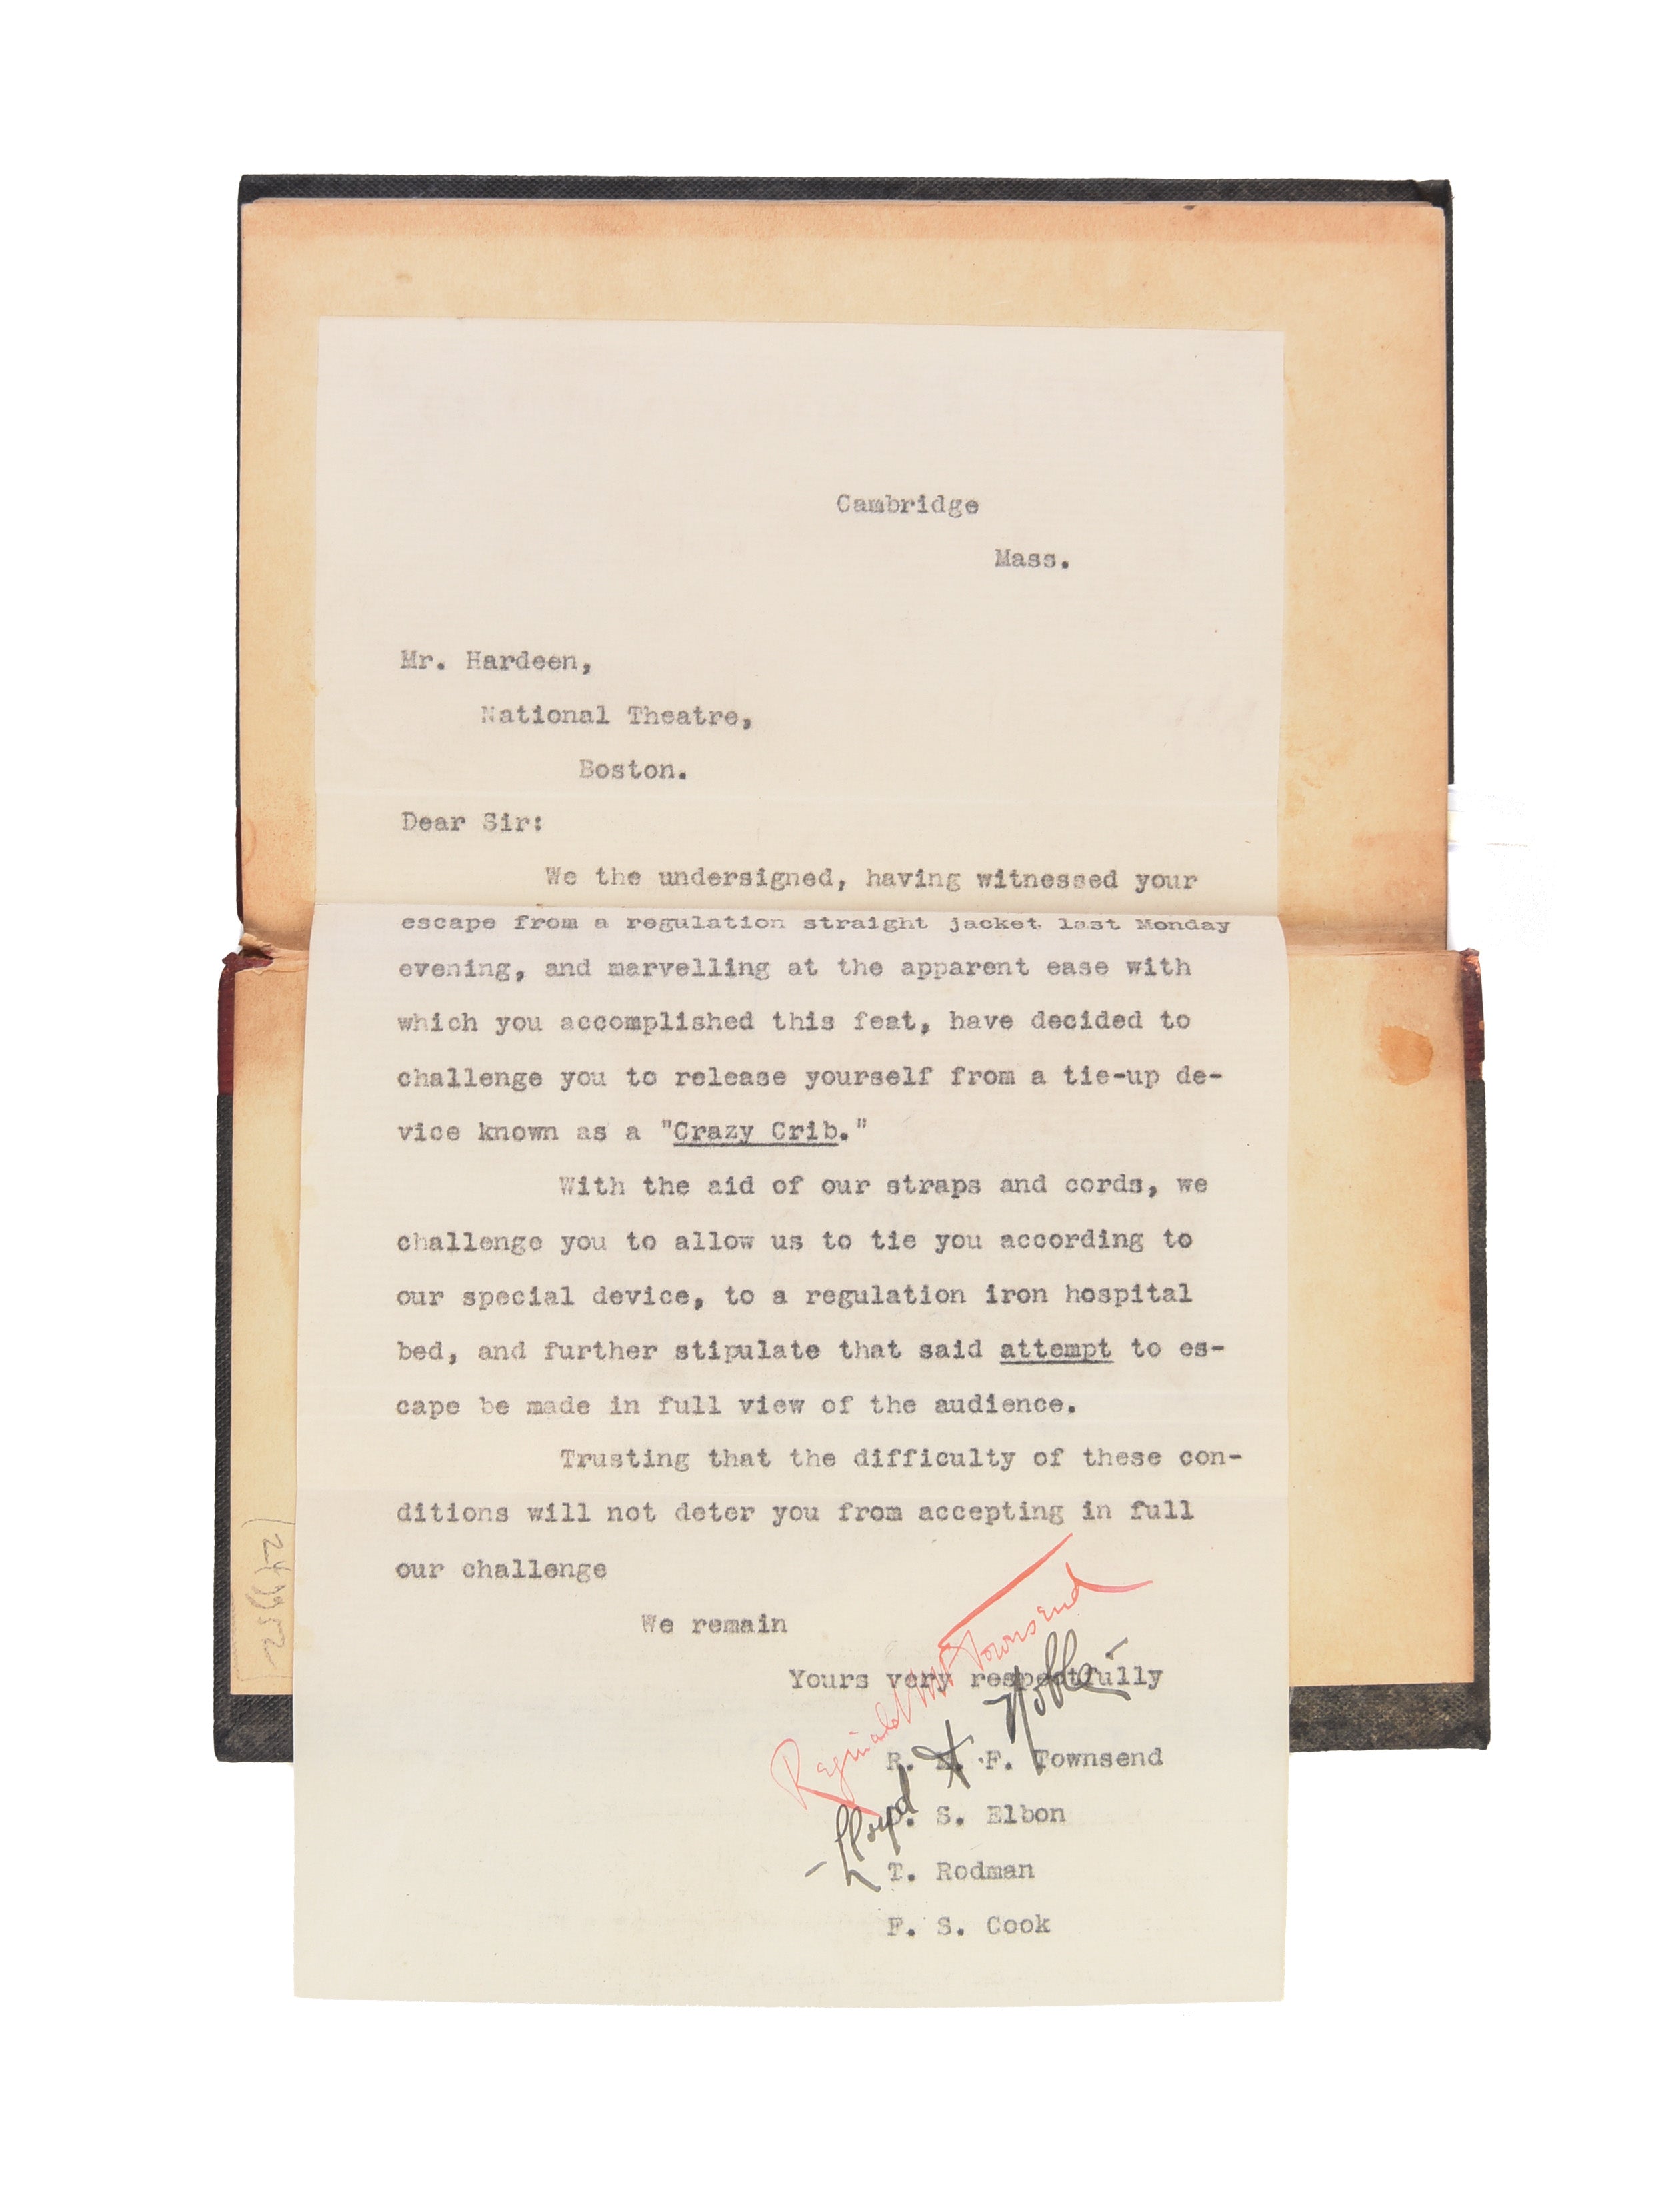 Cambridge
Mass.
Mr. Hardeen,
National Theatre,
Boston.
Dear Sir:
We the undersigned, having witnessed your
escape from a regulation straight jacket last Monday
evening, and marvelling at the apparent ease with
which you accomplished this feat, have decided to
challenge you to release yourself from a tie-up de-
vice known as a "Crazy Crib."
With the aid of our straps and cords, we
challenge you to allow us to tie you according to
our special device, to a regulation iron hospital
bed, and further stipulate that said attempt to es-
cape be made in full view of the audience.
Trusting that the difficulty of these con-
ditions will not deter you from accepting in full
our challenge
We remain
Yours very respectfully
Reginald Townsend
Lloyd Noble
R. F. Townsend
S. Elbon
T. Rodman
F. S. Cook